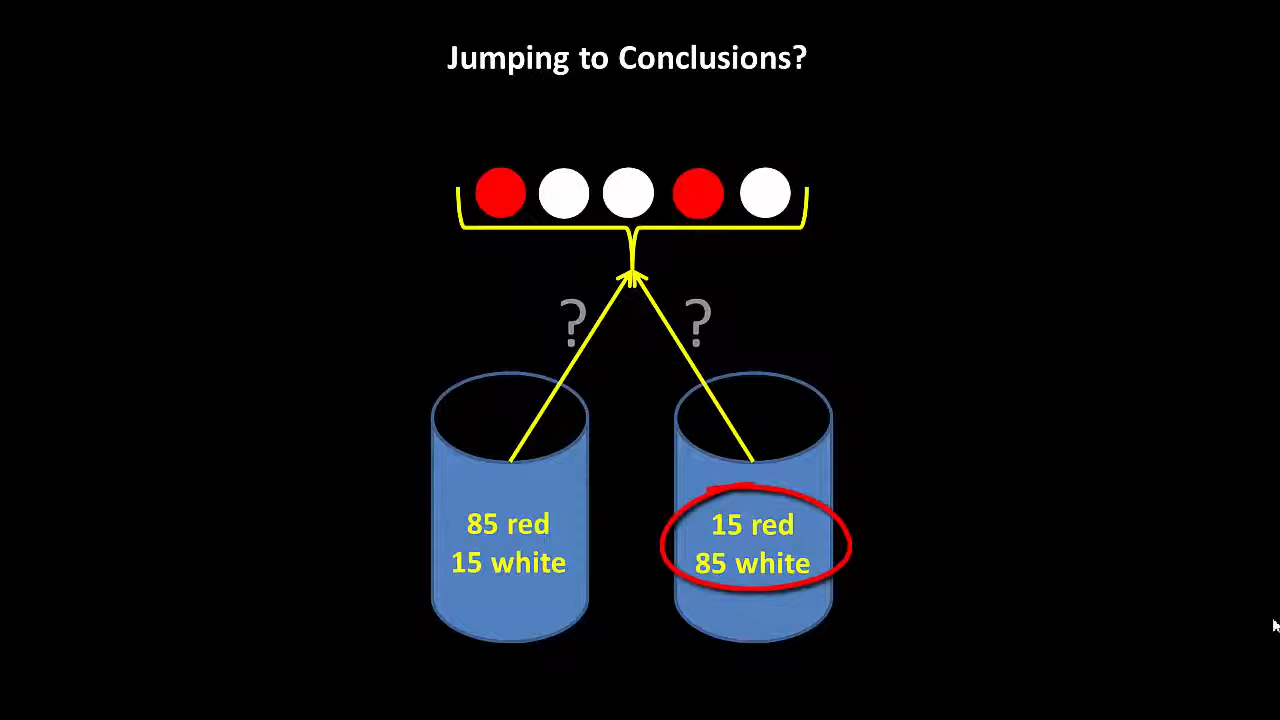 Jumping to Conclusions?
? ?
85 red
15 white
15 red
85 white